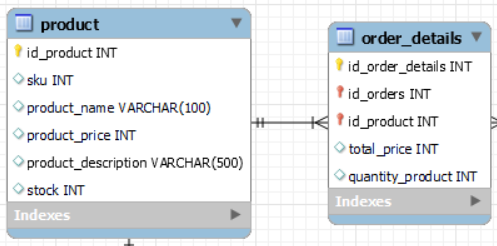 product
id_product INT
sku INT
product_name VARCHAR(100)
product_price INT
product_description VARCHAR(500)
stock INT
Indexes
order_details
id_order_details INT
id_orders INT
id_product INT
total_price INT
quantity_product INT
Indexes